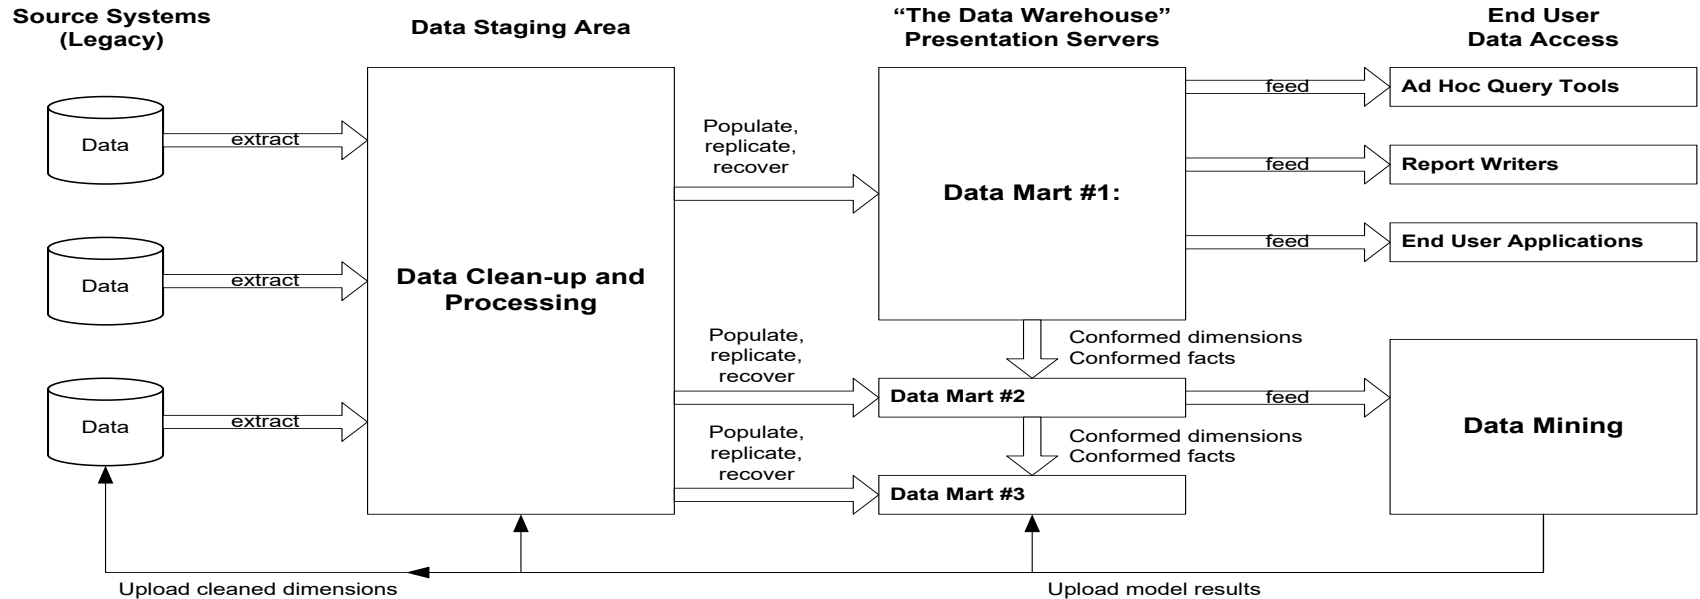 Source Systems
(Legacy)
Data Staging Area
“The Data Warehouse”
Presentation Servers
End User
Data Access
Data
extract
Data
extract
Data
extract
Data Clean-up and
Processing
Populate,
replicate,
recover
Populate,
replicate,
recover
Populate,
replicate,
recover
Data Mart #1:
Conformed dimensions
Conformed facts
Data Mart #2
Conformed dimensions
Conformed facts
Data Mart #3
feed
Ad Hoc Query Tools
feed
Report Writers
feed
End User Applications
feed
Data Mining
Upload cleaned dimensions
Upload model results